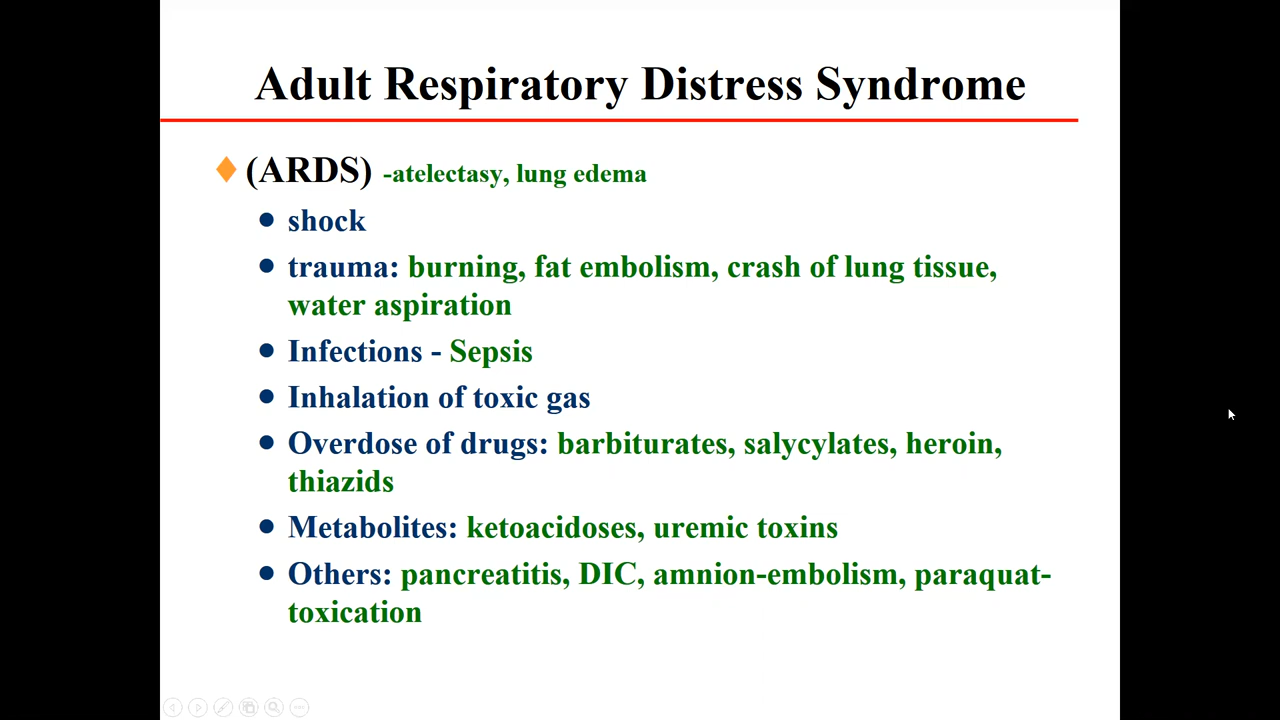 Adult Respiratory Distress Syndrome
(ARDS) -atelectasy, lung edema
shock
trauma: burning, fat embolism, crash of lung tissue,
water aspiration
Infections - Sepsis
Inhalation of toxic gas
Overdose of drugs: barbiturates, salycylates, heroin,
thiazids
Metabolites: ketoacidoses, uremic toxins
Others: pancreatitis, DIC, amnion-embolism, paraquat-
toxication